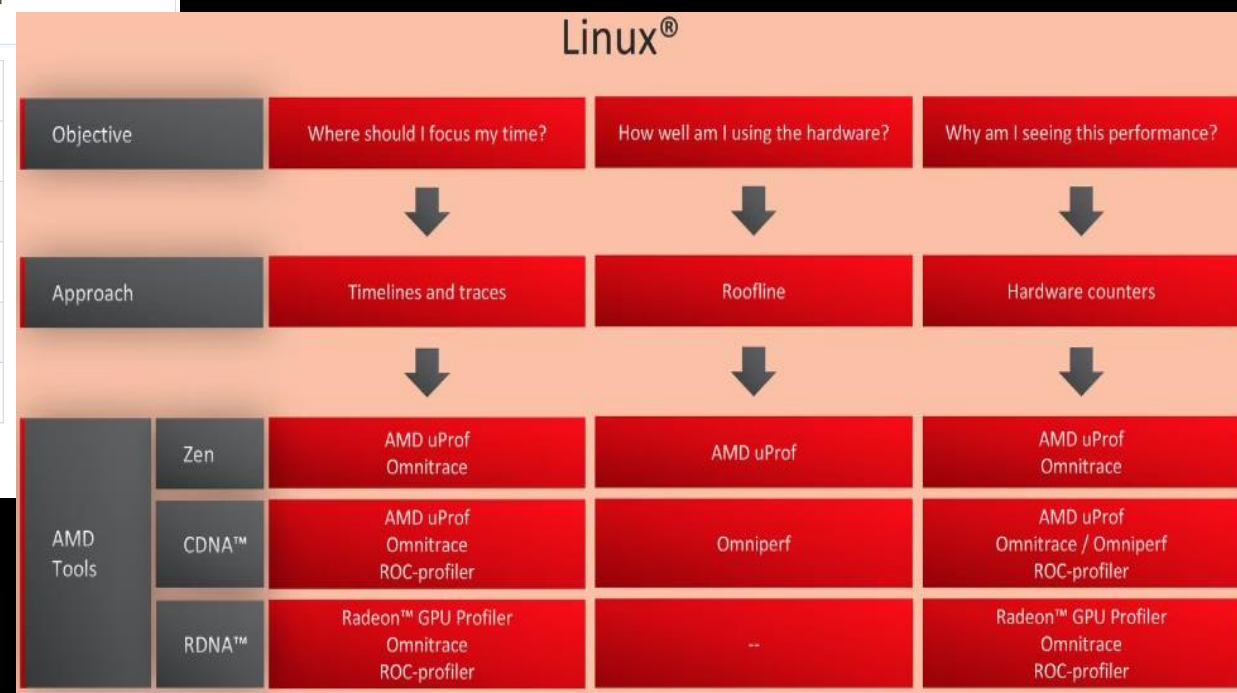 Linux®
Objective
Where should I focus my time?
How well am I using the hardware?
Why am I seeing this performance?
Approach
Timelines and traces
Roofline
Hardware counters
AMD
Tools
Zen
AMD uProf
Omnitrace
AMD uProf
AMD uProf
Omnitrace
CDNA™
AMD uProf
Omnitrace
ROC-profiler
Omniperf
AMD uProf
Omnitrace / Omniperf
ROC-profiler
RDNA™
Radeon™ GPU Profiler
Omnitrace
ROC-profiler
--
Radeon™ GPU Profiler
Omnitrace
ROC-profiler